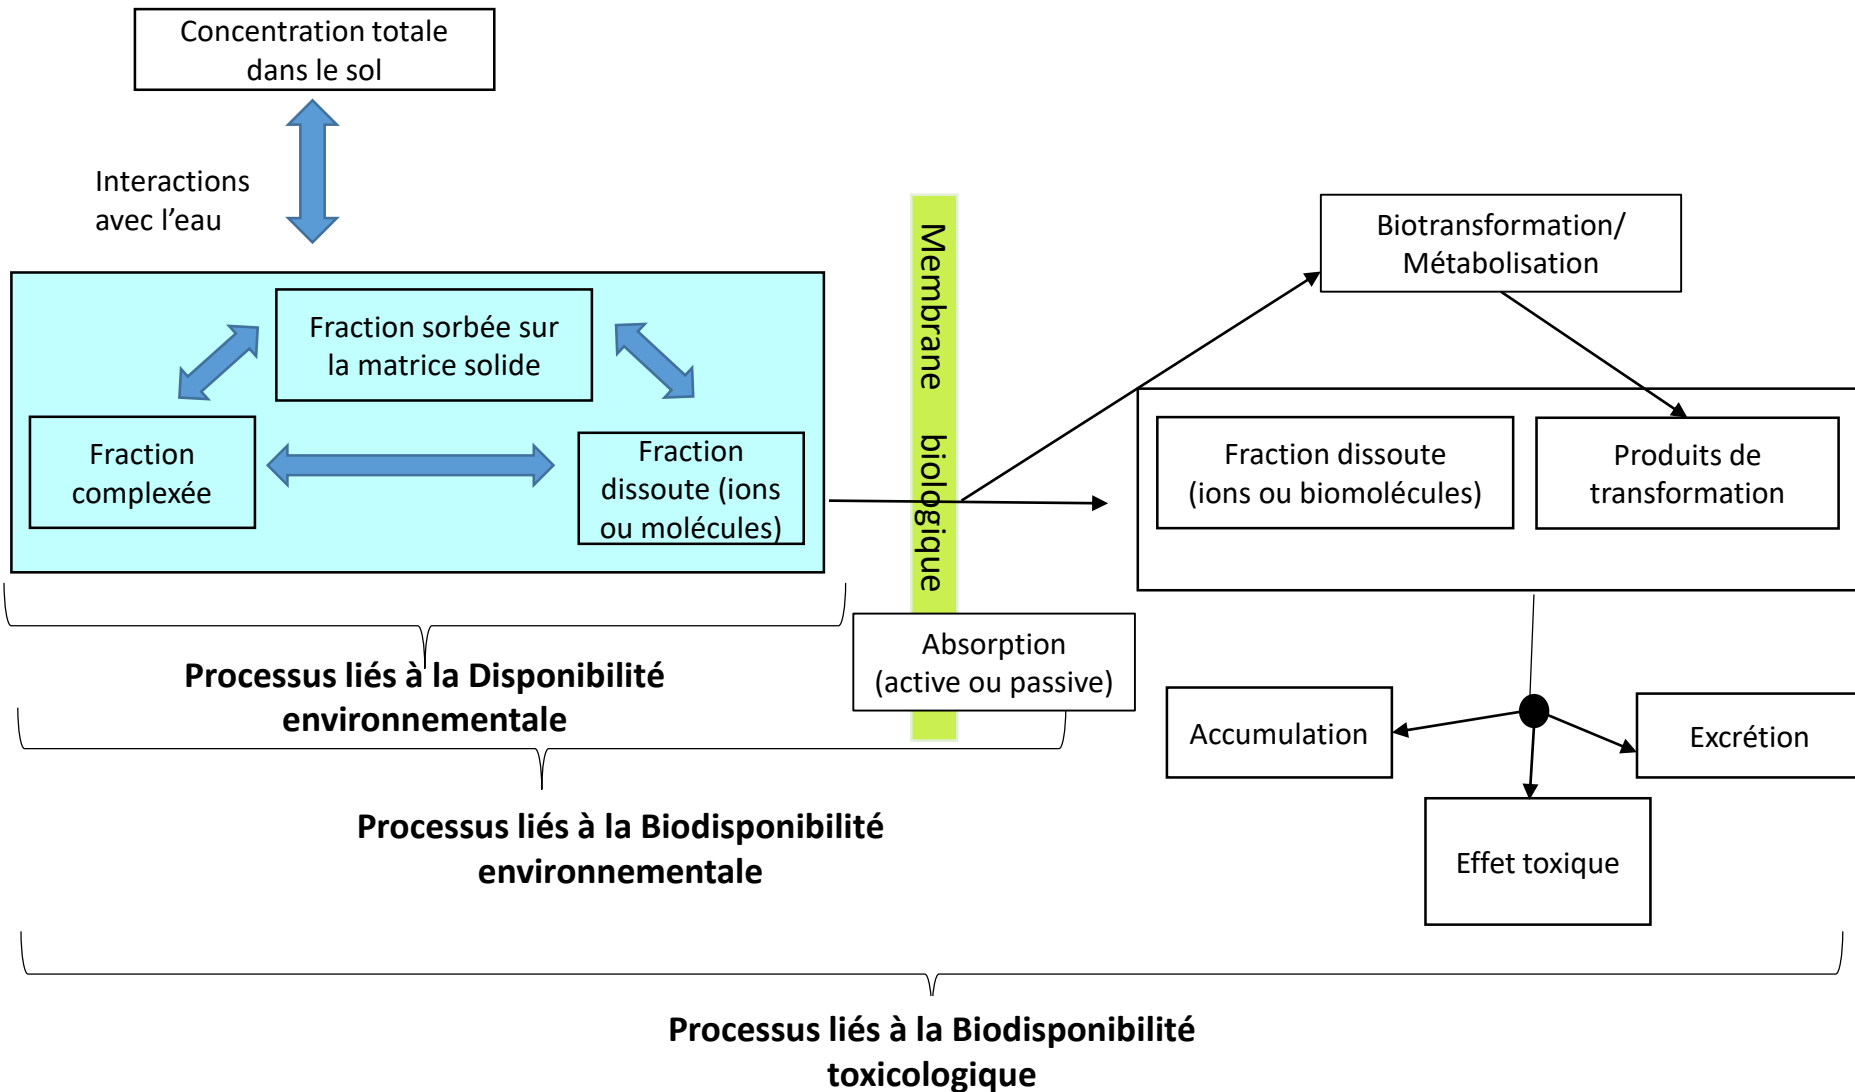 Concentration totale
dans le sol
Interactions
avec l’eau
Fraction sorbée sur
la matrice solide
Fraction
complexée
Fraction
dissoute (ions
ou molécules)
Membrane biologique
Absorption
(active ou passive)
Biotransformation/
Métabolisation
Fraction dissoute
(ions ou biomolécules)
Produits de
transformation
Accumulation
Excrétion
Effet toxique
Processus liés à la Disponibilité
environnementale
Processus liés à la Biodisponibilité
environnementale
Processus liés à la Biodisponibilité
toxicologique